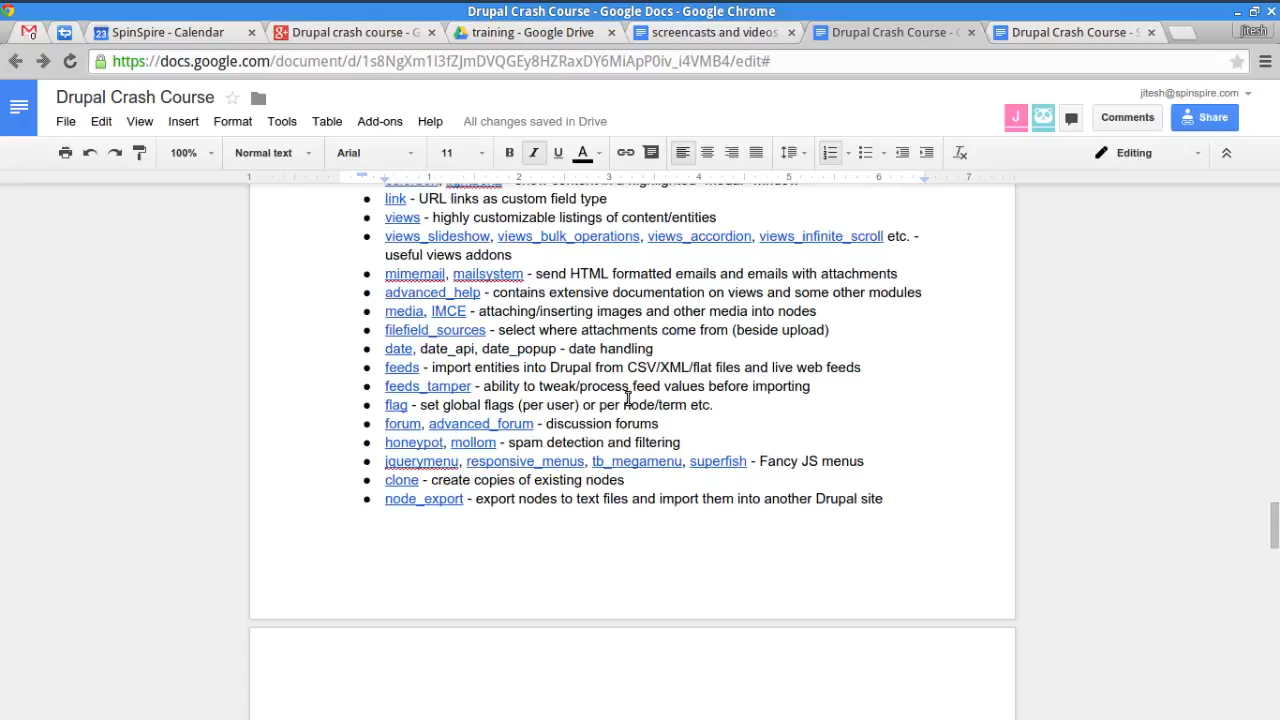 Drupal Crash Course - Google Docs - Google Chrome
SpinSpire - Calendar × Drupal crash course - G × training - Google Drive × screencasts and videos × Drupal Crash Course - × Drupal Crash Course - S × jitesh
https://docs.google.com/document/d/1s8NgXm1I3fZJmDVQGEy8HZRaxDY6MiApP0iv_i4VMB4/edit#
Drupal Crash Course
jitesh@spinspire.com
File Edit View Insert Format Tools Table Add-ons Help All changes saved in Drive
J Comments Share
100% Normal text Arial 11 B I U A Editing
1 1 2 3 4 5 6 7
● link - URL links as custom field type
● views - highly customizable listings of content/entities
● views_slideshow, views_bulk_operations, views_accordion, views_infinite_scroll etc. -
useful views addons
● mimemail, mailsystem - send HTML formatted emails and emails with attachments
● advanced_help - contains extensive documentation on views and some other modules
● media, IMCE - attaching/inserting images and other media into nodes
● filefield_sources - select where attachments come from (beside upload)
● date, date_api, date_popup - date handling
● feeds - import entities into Drupal from CSV/XML/flat files and live web feeds
● feeds_tamper - ability to tweak/process feed values before importing
● flag - set global flags (per user) or per node/term etc.
● forum, advanced_forum - discussion forums
● honeypot, mollom - spam detection and filtering
● jquerymenu, responsive_menus, tb_megamenu, superfish - Fancy JS menus
● clone - create copies of existing nodes
● node_export - export nodes to text files and import them into another Drupal site